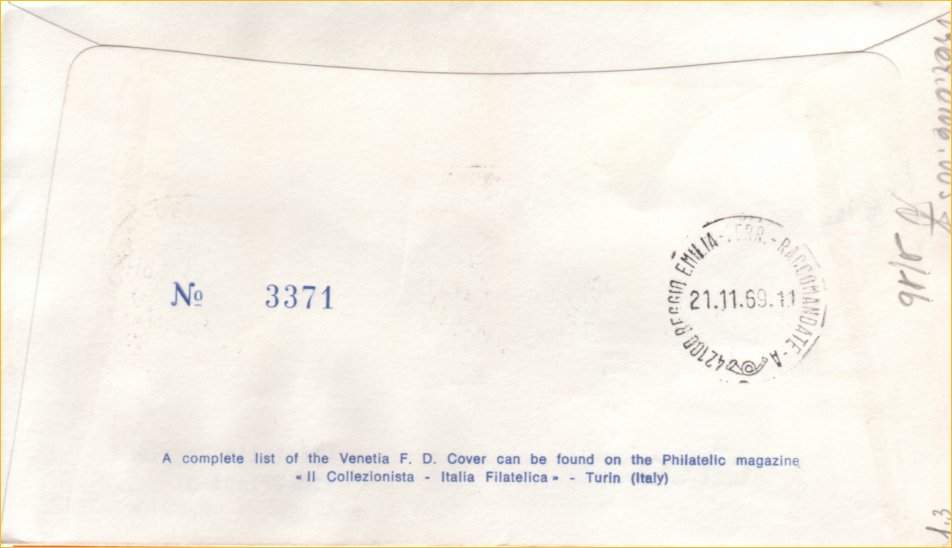 Nº 3371
42100 REGGIO EMILIA - FERR. - RACCOMANDATE - A
21.11.69.11
A complete list of the Venetia F. D. Cover can be found on the Philatelic magazine
« Il Collezionista - Italia Filatelica » - Turin (Italy)